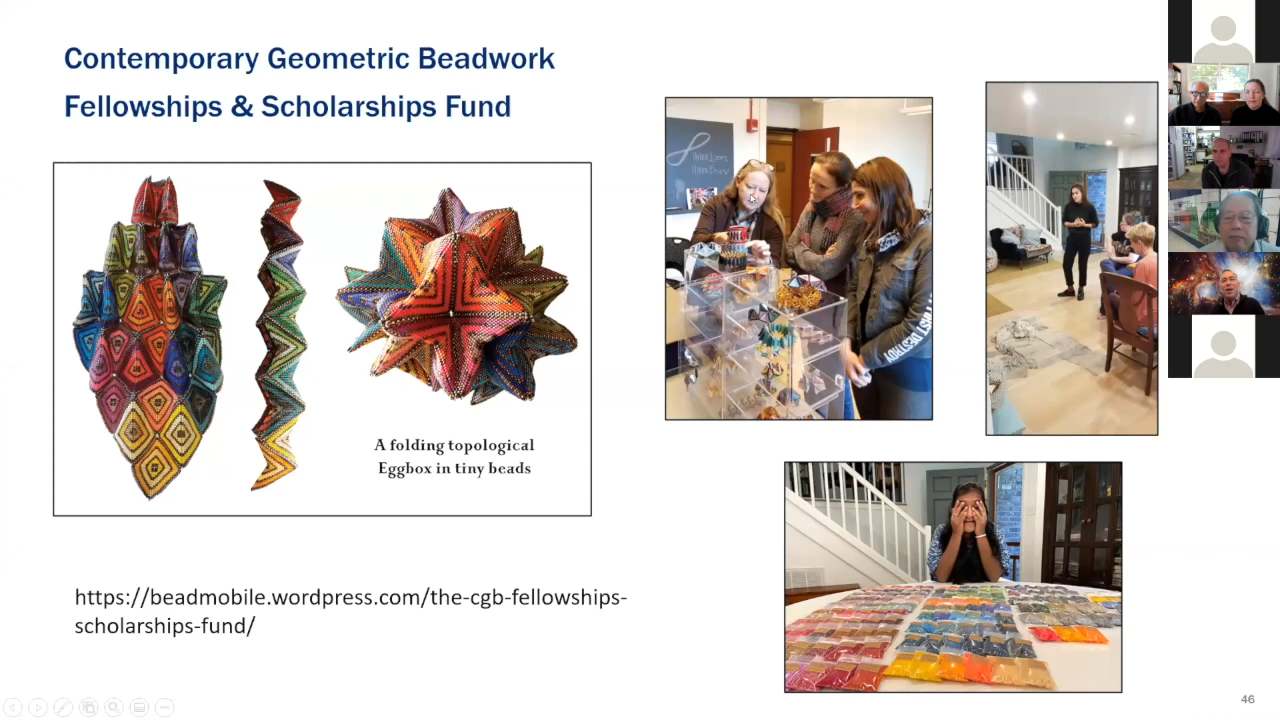 Contemporary Geometric Beadwork
Fellowships & Scholarships Fund
A folding topological
Eggbox in tiny beads
https://beadmobile.wordpress.com/the-cgb-fellowships-
scholarships-fund/
46